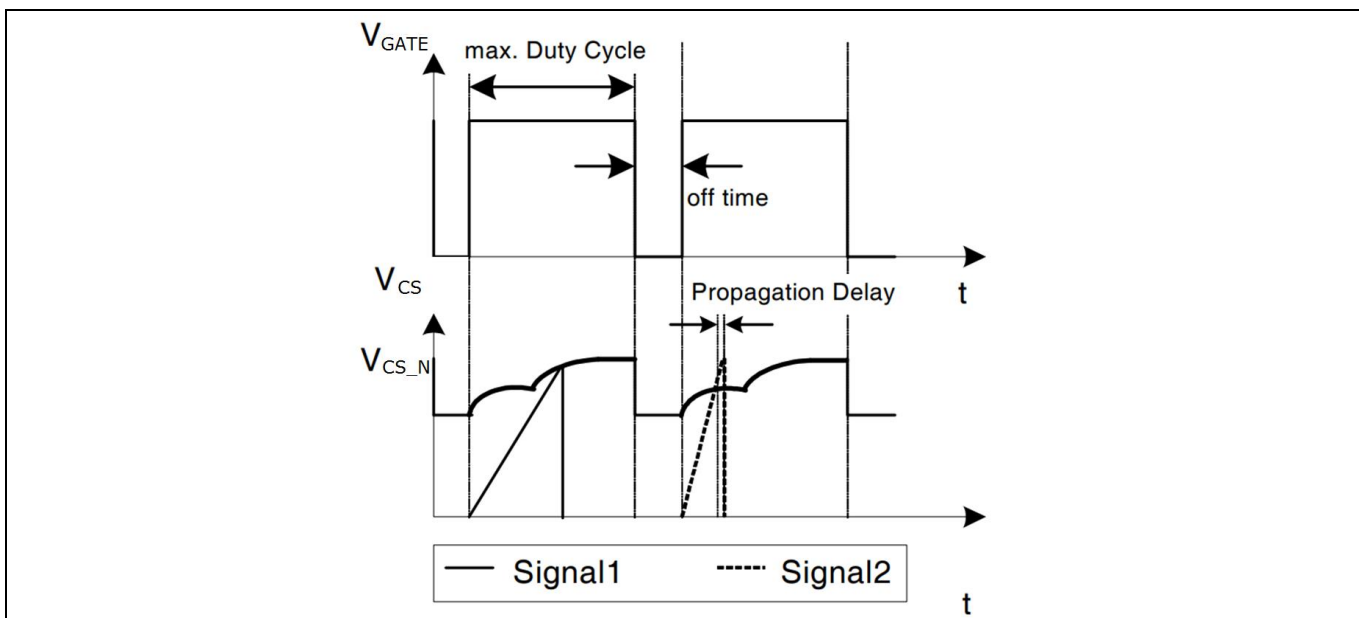 VGATE
max. Duty Cycle
off time
VCS
Propagation Delay
t
VCS_N
Signal1
Signal2
t